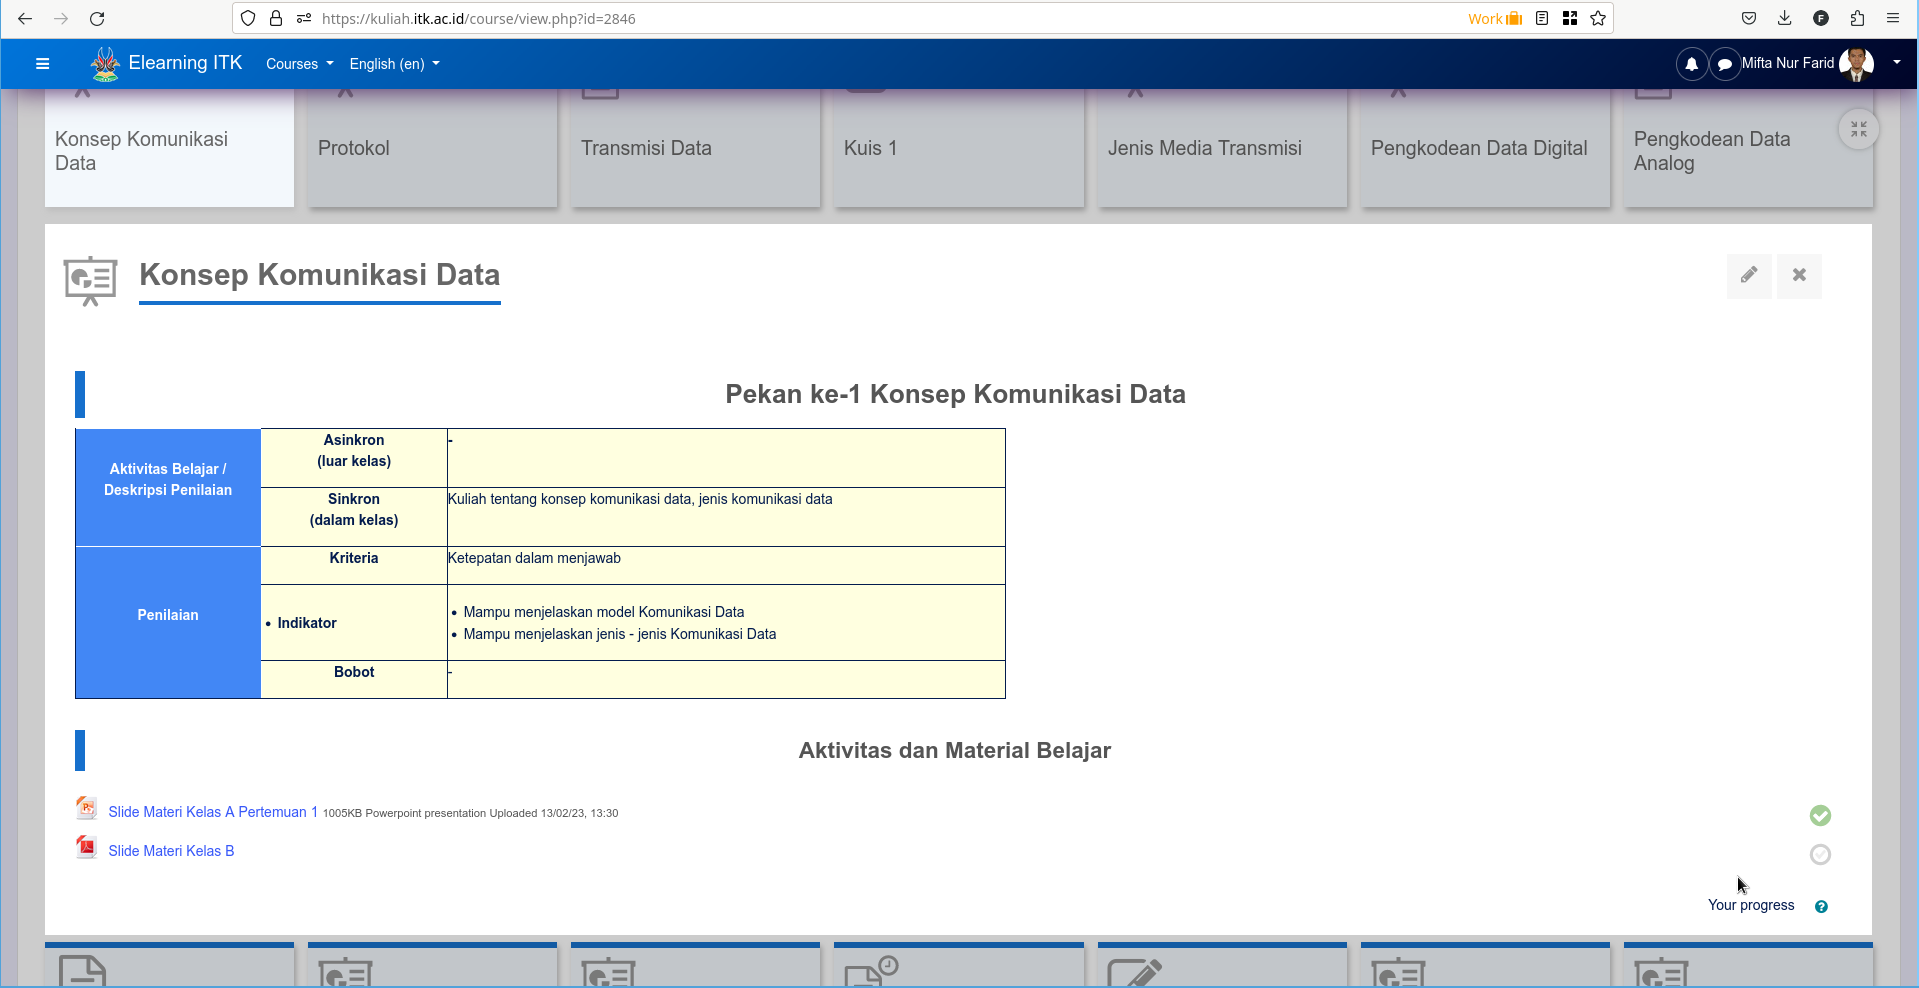 https://kuliah.itk.ac.id/course/view.php?id=2846
Work
F
Elearning ITK
Courses
English (en)
Mifta Nur Farid
Konsep Komunikasi
Data
Protokol
Transmisi Data
Kuis 1
Jenis Media Transmisi
Pengkodean Data Digital
Pengkodean Data
Analog
Konsep Komunikasi Data
Pekan ke-1 Konsep Komunikasi Data
Aktivitas Belajar /
Deskripsi Penilaian
Asinkron
(luar kelas)
-
Sinkron
(dalam kelas)
Kuliah tentang konsep komunikasi data, jenis komunikasi data
Penilaian
Kriteria
Ketepatan dalam menjawab
• Indikator
• Mampu menjelaskan model Komunikasi Data
• Mampu menjelaskan jenis - jenis Komunikasi Data
Bobot
-
Aktivitas dan Material Belajar
Slide Materi Kelas A Pertemuan 1 1005KB Powerpoint presentation Uploaded 13/02/23, 13:30
Slide Materi Kelas B
Your progress ?